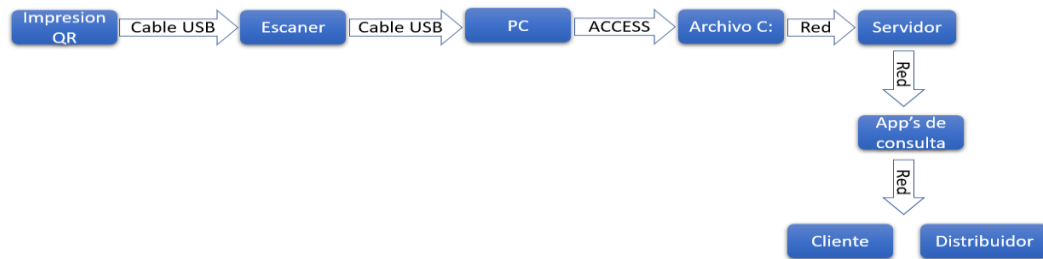 Impresion
QR
Cable USB
Escaner
Cable USB
PC
ACCESS
Archivo C:
Red
Servidor
Red
App's de
consulta
Red
Cliente
Distribuidor